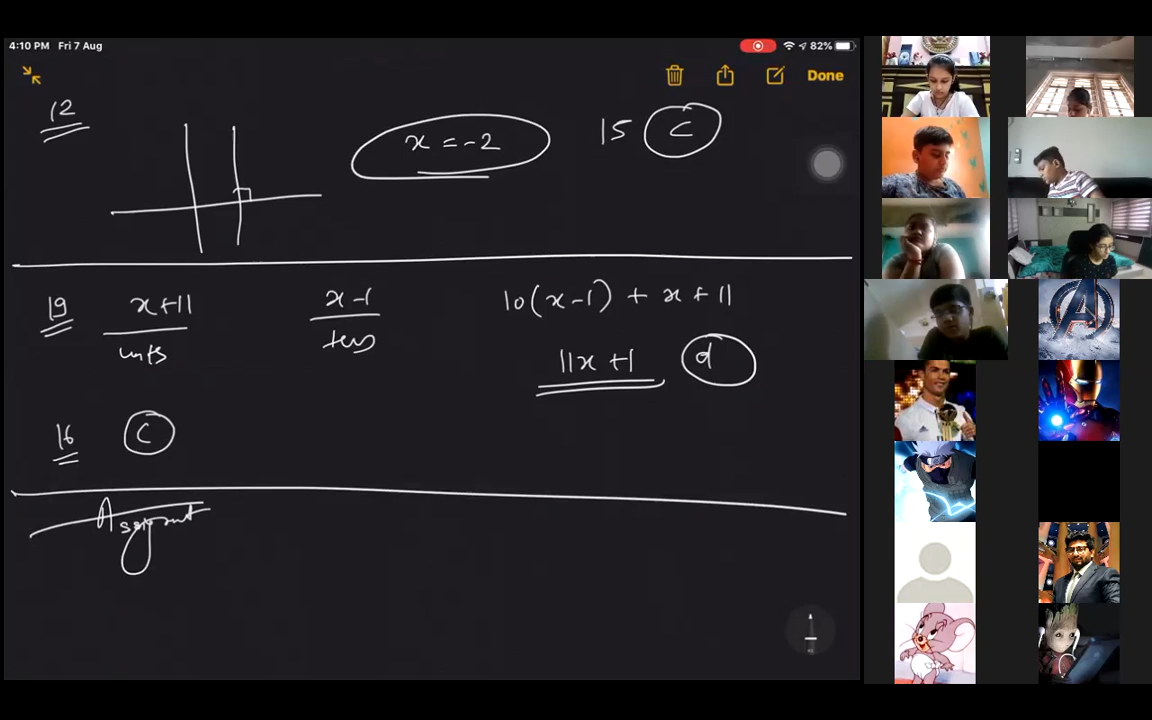 4:10 PM Fri 7 Aug
82%
Done
12
x = -2
15 C
19
x+11
units
x-1
tens
10(x-1) + x + 11
11x + 1
d
16 C